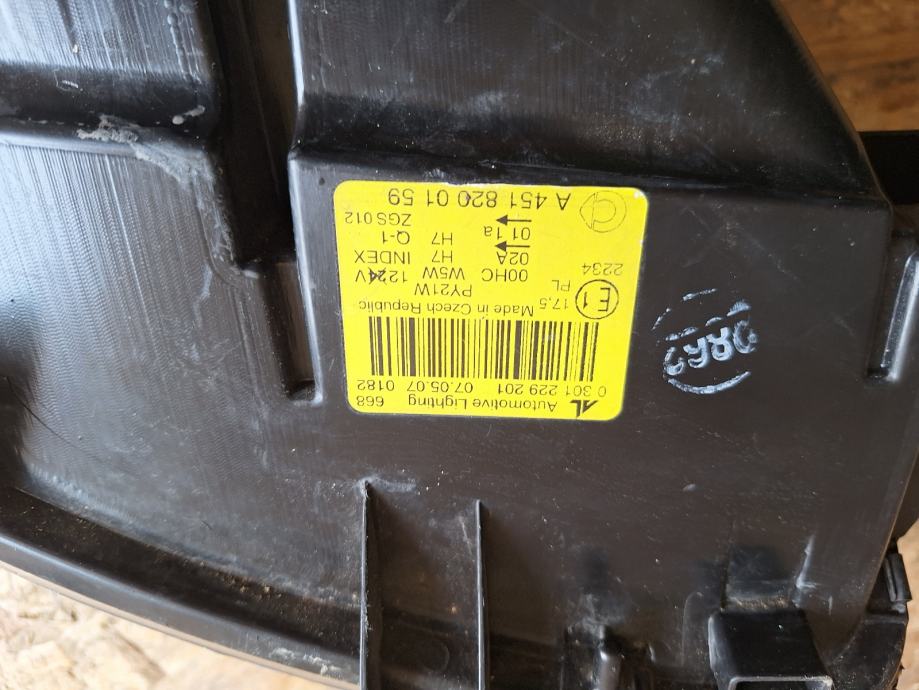 AL Automotive Lighting 668
0 301 229 201 07.05.07 0182
E1 17,5 Made in Czech Republic
PL PY21W
2234 00HC W5W 1224V
02A H7 INDEX
01 1a H7 Q-1
ZGS 012
A 451 820 01 59